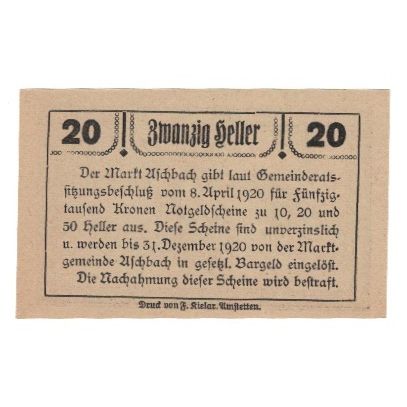 20 Zwanzig Heller 20
Der Markt Aschbach gibt laut Gemeinderats-
sitzungsbeschluß vom 8. April 1920 für Fünfzig-
tausend Kronen Notgeldscheine zu 10, 20 und
50 Heller aus. Diese Scheine sind unverzinslich
u. werden bis 31. Dezember 1920 von der Markt-
gemeinde Aschbach in gesetzl. Bargeld eingelöst.
Die Nachahmung dieser Scheine wird bestraft.
Druck von F. Kielar, Amstetten.